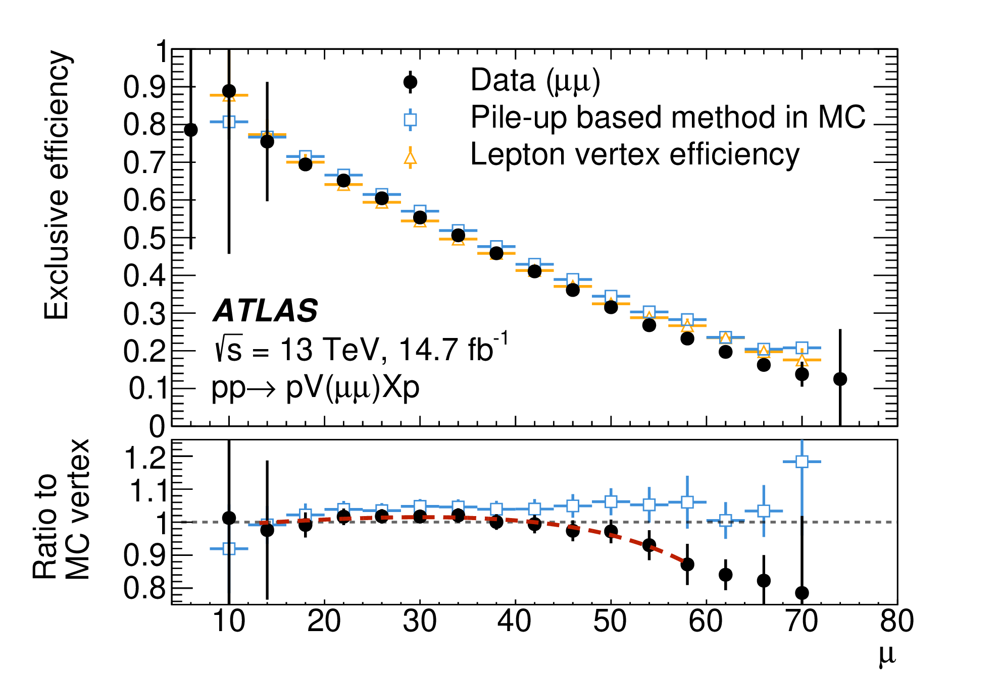 Exclusive efficiency
1
0.9
0.8
0.7
0.6
0.5
0.4
0.3
0.2
0.1
0
Data (μμ)
Pile-up based method in MC
Lepton vertex efficiency
ATLAS
√s = 13 TeV, 14.7 fb⁻¹
pp→ pV(μμ)Xp
Ratio to
MC vertex
1.2
1.1
1
0.9
0.8
10 20 30 40 50 60 70 80
μ